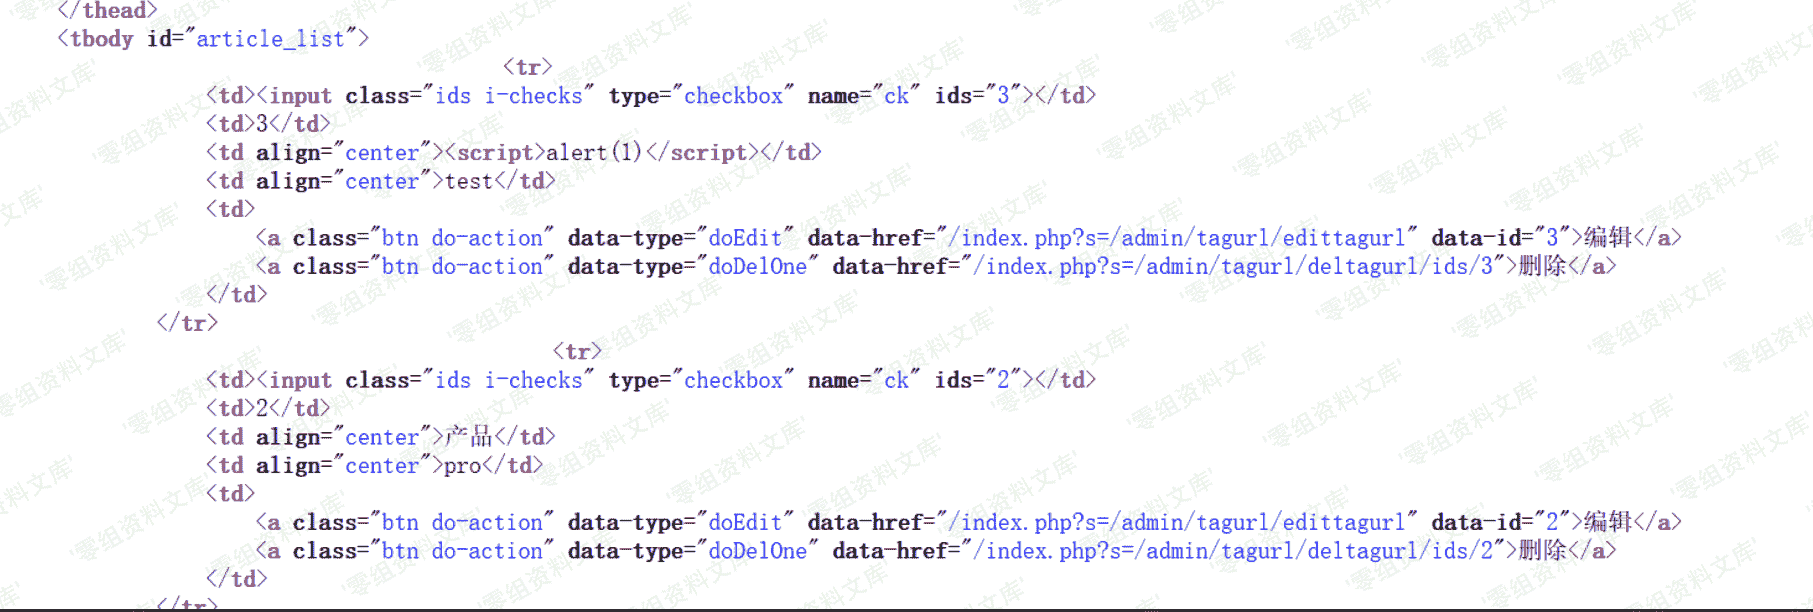 </thead>
<tbody id="article_list">
<tr>
<td><input class="ids i-checks" type="checkbox" name="ck" ids="3"></td>
<td>3</td>
<td align="center"><script>alert(1)</script></td>
<td align="center">test</td>
<td>
<a class="btn do-action" data-type="doEdit" data-href="/index.php?s=/admin/tagurl/edittagurl" data-id="3">编辑</a>
<a class="btn do-action" data-type="doDelOne" data-href="/index.php?s=/admin/tagurl/deltagurl/ids/3">删除</a>
</td>
</tr>
<tr>
<td><input class="ids i-checks" type="checkbox" name="ck" ids="2"></td>
<td>2</td>
<td align="center">产品</td>
<td align="center">pro</td>
<td>
<a class="btn do-action" data-type="doEdit" data-href="/index.php?s=/admin/tagurl/edittagurl" data-id="2">编辑</a>
<a class="btn do-action" data-type="doDelOne" data-href="/index.php?s=/admin/tagurl/deltagurl/ids/2">删除</a>
</td>
</tr>
'零组资料文库'